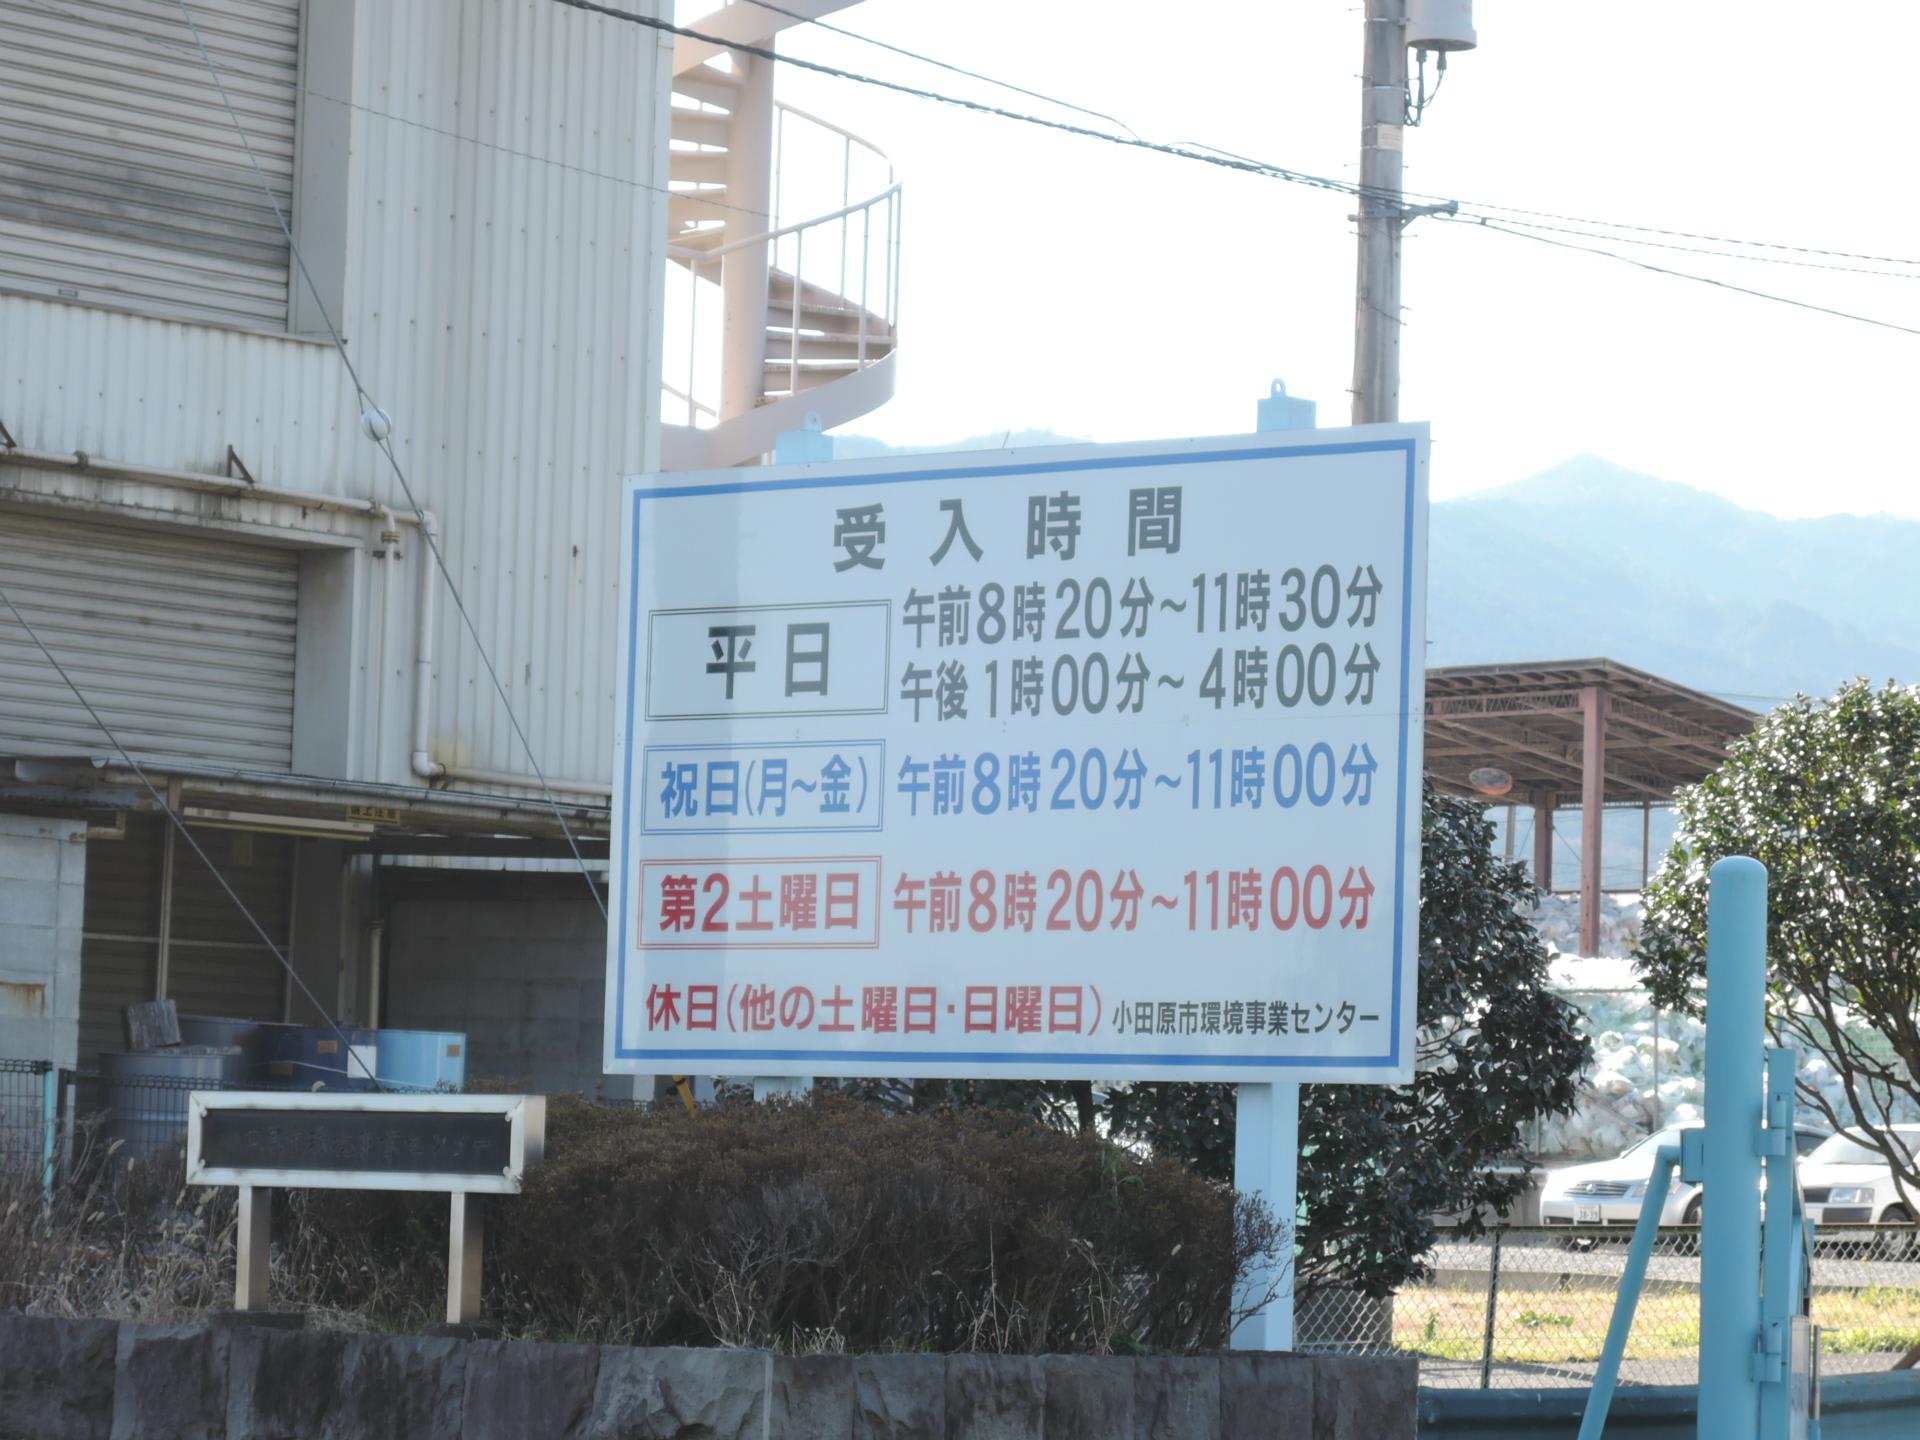 受入時間
平日
午前8時20分～11時30分
午後1時00分～4時00分
祝日(月～金) 午前8時20分～11時00分
第2土曜日 午前8時20分～11時00分
休日(他の土曜日・日曜日) 小田原市環境事業センター